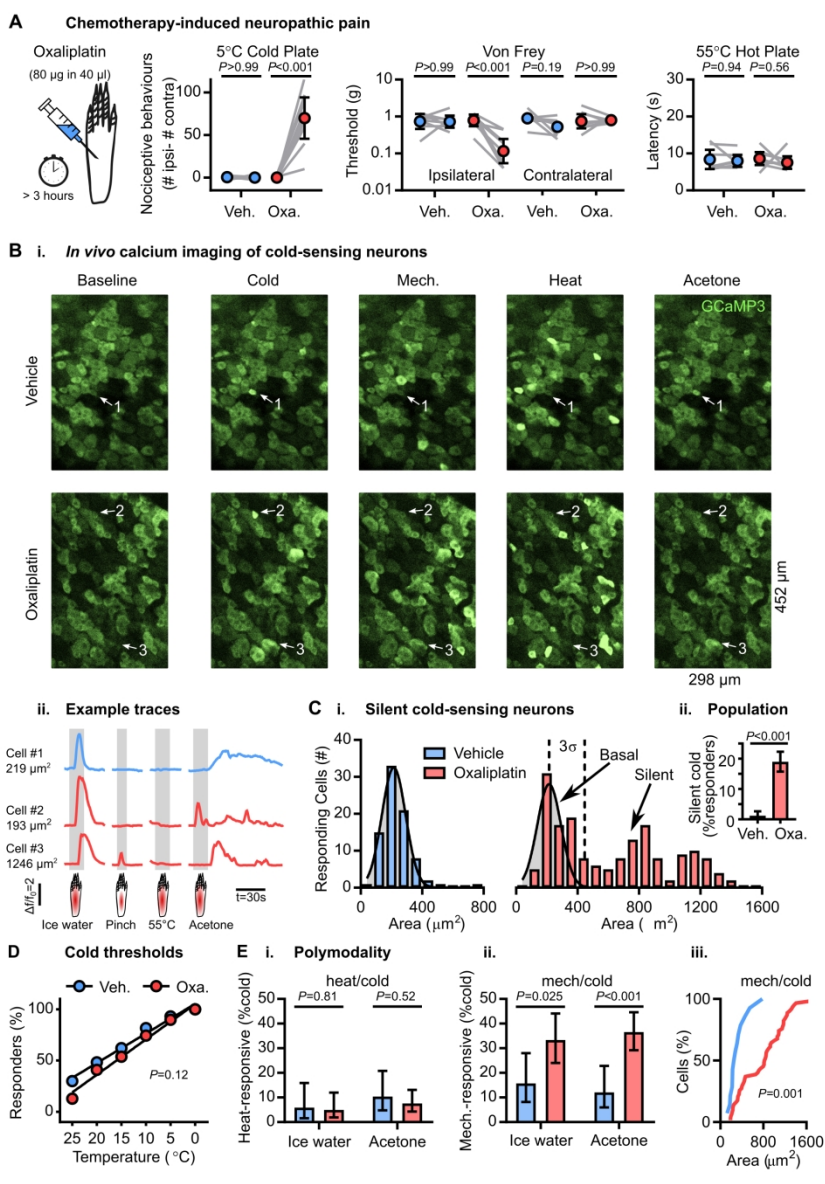 A Chemotherapy-induced neuropathic pain
Oxaliplatin
(80 µg in 40 µl)
> 3 hours
5°C Cold Plate
P>0.99 P<0.001
Nociceptive behaviours
(# ipsi- # contra)
100
50
0
Veh. Oxa.
Von Frey
P>0.99 P<0.001 P=0.19 P>0.99
Threshold (g)
10
1
0.1
0.01
Ipsilateral Contralateral
Veh. Oxa. Veh. Oxa.
55°C Hot Plate
P=0.94 P=0.56
Latency (s)
30
20
10
0
Veh. Oxa.
B i. In vivo calcium imaging of cold-sensing neurons
Baseline Cold Mech. Heat Acetone
GCaMP3
Vehicle
1 1 1 1 1
Oxaliplatin
2 2 2 2 2
3 3 3 3 3
452 µm
298 µm
ii. Example traces
Cell #1
219 µm²
Cell #2
193 µm²
Cell #3
1246 µm²
Δf/f₀=2
t=30s
Ice water Pinch 55°C Acetone
C i. Silent cold-sensing neurons
Responding Cells (#)
40
30
20
10
0
0 400 800
Area (µm²)
Vehicle
Oxaliplatin
3σ
Basal
Silent
0 400 800 1200 1600
Area ( m²)
ii. Population
P<0.001
Silent cold
(%responders)
20
10
0
Veh. Oxa.
D Cold thresholds
Veh. Oxa.
Responders (%)
100
50
0
P=0.12
25 20 15 10 5 0
Temperature (°C)
E i. Polymodality
heat/cold
P=0.81 P=0.52
Heat-responsive (%cold)
50
40
30
20
10
0
Ice water Acetone
ii.
mech/cold
P=0.025 P<0.001
Mech.-responsive (%cold)
50
40
30
20
10
0
Ice water Acetone
iii.
mech/cold
Cells (%)
100
50
0
P=0.001
0 800 1600
Area (µm²)